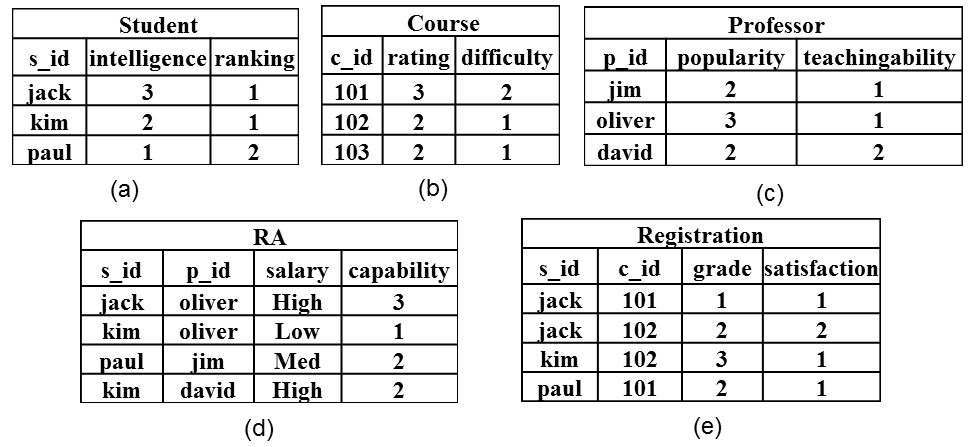 Student
s_id intelligence ranking
jack 3 1
kim 2 1
paul 1 2
(a)
Course
c_id rating difficulty
101 3 2
102 2 1
103 2 1
(b)
Professor
p_id popularity teachingability
jim 2 1
oliver 3 1
david 2 2
(c)
RA
s_id p_id salary capability
jack oliver High 3
kim oliver Low 1
paul jim Med 2
kim david High 2
(d)
Registration
s_id c_id grade satisfaction
jack 101 1 1
jack 102 2 2
kim 102 3 1
paul 101 2 1
(e)